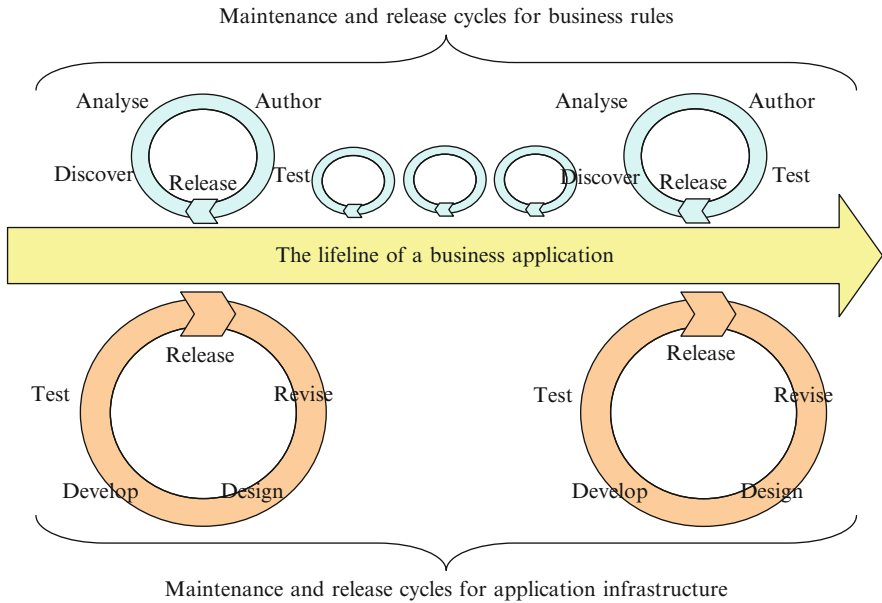 Maintenance and release cycles for business rules
Analyse
Author
Discover
Release
Test
Analyse
Author
Discover
Release
Test
The lifeline of a business application
Release
Test
Revise
Develop
Design
Release
Test
Revise
Develop
Design
Maintenance and release cycles for application infrastructure